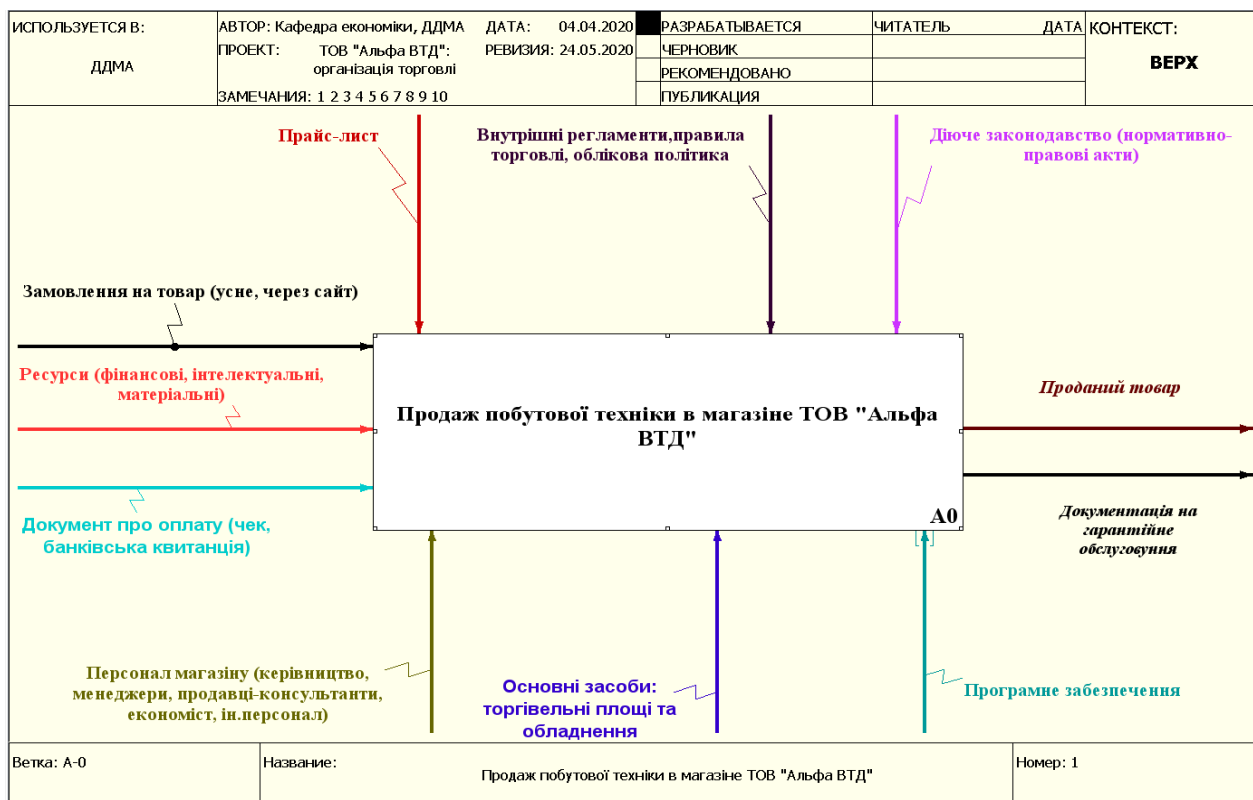 ИСПОЛЬЗУЕТСЯ В:
ДДМА
АВТОР: Кафедра економіки, ДДМА
ДАТА: 04.04.2020
ПРОЕКТ: ТОВ "Альфа ВТД":
організація торговлі
РЕВИЗИЯ: 24.05.2020
ЗАМЕЧАНИЯ: 1 2 3 4 5 6 7 8 9 10
РАЗРАБАТЫВАЕТСЯ
ЧЕРНОВИК
РЕКОМЕНДОВАНО
ПУБЛИКАЦИЯ
ЧИТАТЕЛЬ
ДАТА
КОНТЕКСТ:
ВЕРХ
Прайс-лист
Внутрішні регламенти,правила
торговлі, облікова політика
Діюче законодавство (нормативно-
правові акти)
Замовлення на товар (усне, через сайт)
Ресурси (фінансові, інтелектуальні,
матеріальні)
Документ про оплату (чек,
банківська квитанція)
Продаж побутової техніки в магазіне ТОВ "Альфа
ВТД"
A0
Проданий товар
Документація на
гарантійне
обслуговуння
Персонал магазіну (керівництво,
менеджери, продавці-консультанти,
економіст, ін.персонал)
Основні засоби:
торгівельні площі та
обладнення
Програмне забезпечення
Ветка: A-0
Название:
Продаж побутової техніки в магазіне ТОВ "Альфа ВТД"
Номер: 1